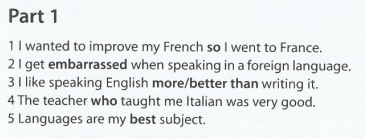 Part 1
1 I wanted to improve my French so I went to France.
2 I get embarrassed when speaking in a foreign language.
3 I like speaking English more/better than writing it.
4 The teacher who taught me Italian was very good.
5 Languages are my best subject.